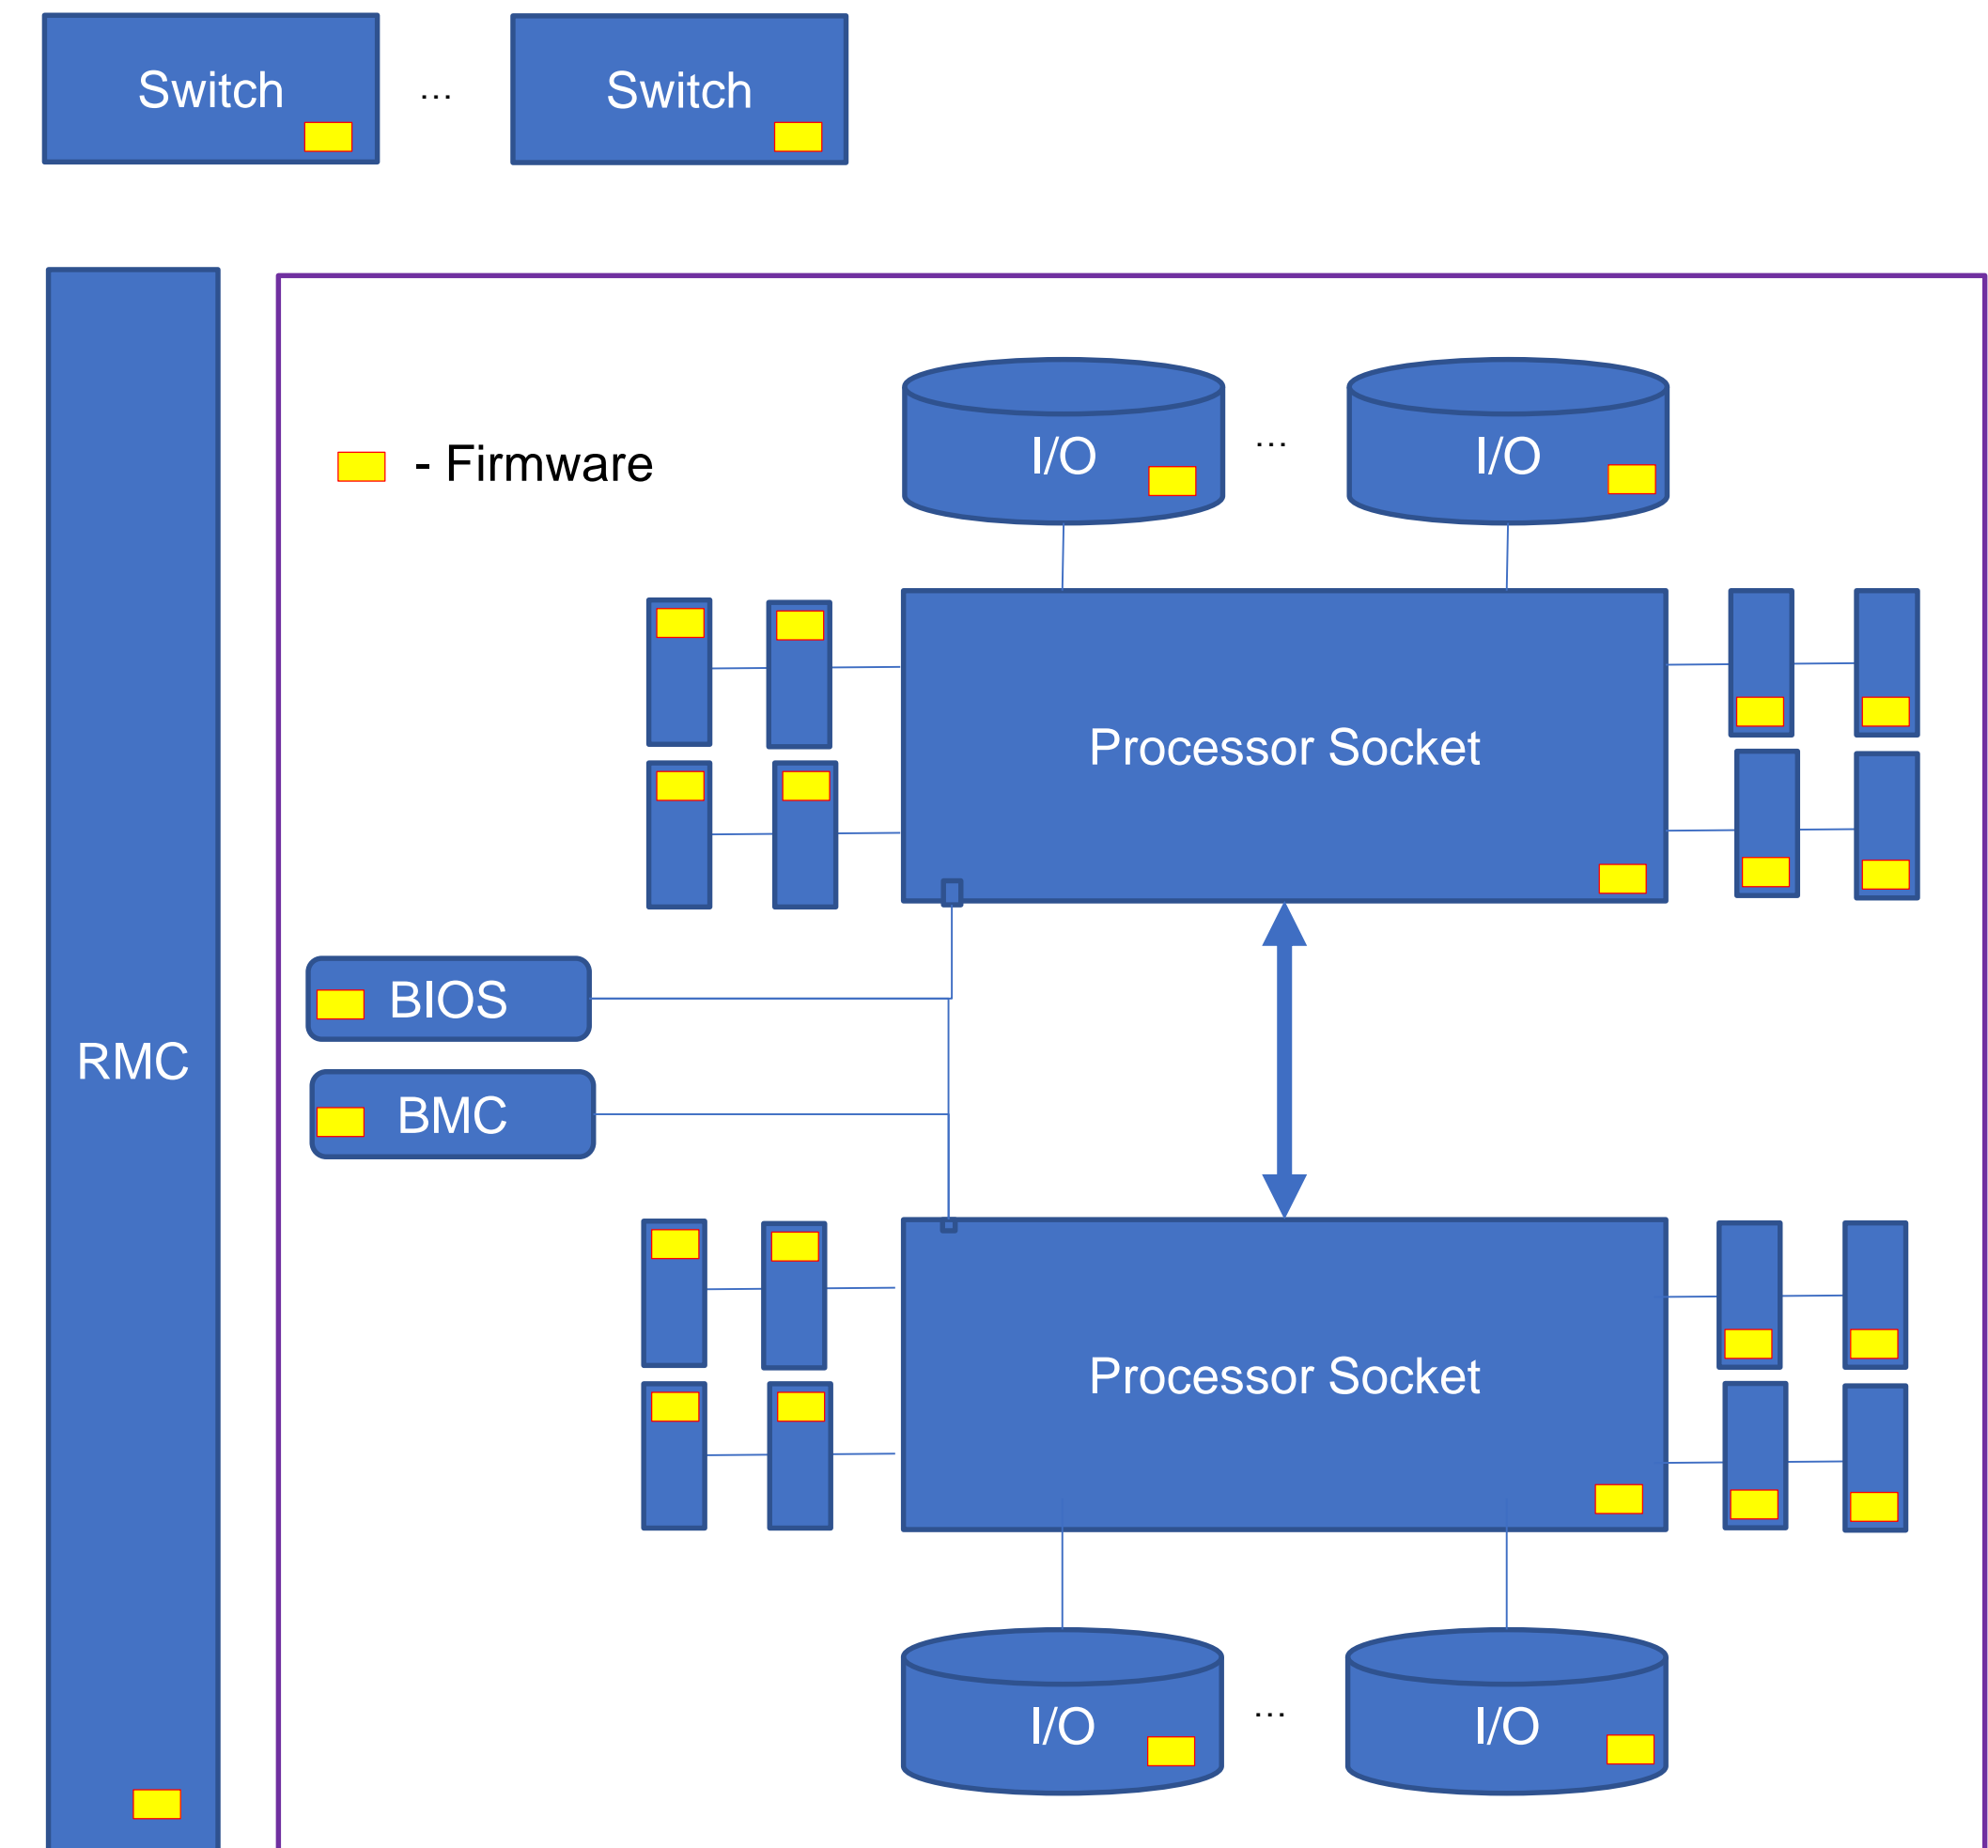 Switch
...
Switch
- Firmware
I/O
...
I/O
Processor Socket
BIOS
RMC
BMC
Processor Socket
I/O
...
I/O